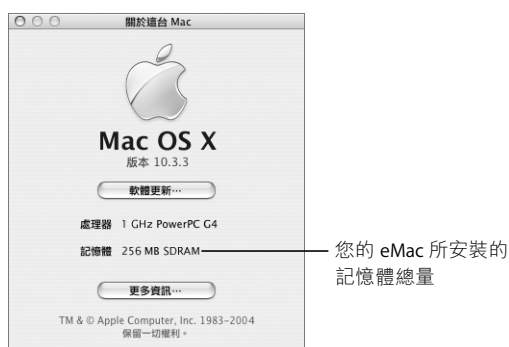 關於這台 Mac
Mac OS X
版本 10.3.3
軟體更新…
處理器 1 GHz PowerPC G4
記憶體 256 MB SDRAM
您的 eMac 所安裝的
記憶體總量
更多資訊…
TM & © Apple Computer, Inc. 1983-2004
保留一切權利。